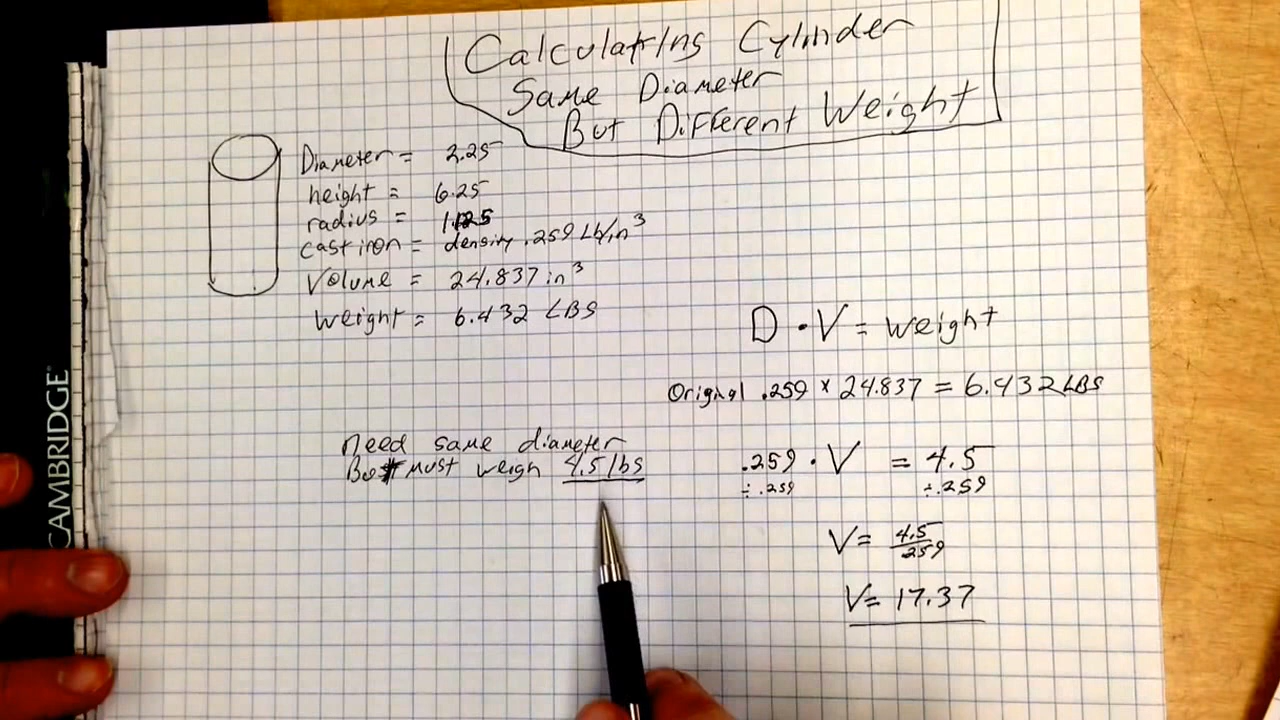 Calculating Cylinder
Same Diameter
But Different Weight
Diameter = 2.25
height = 6.25
radius = 1.125
cast iron = density .259 Lb/in³
Volume = 24.837 in³
weight = 6.432 LBS
D · V = weight
Original .259 × 24.837 = 6.432 LBS
need same diameter
But must weigh 4.5 lbs
.259 · V = 4.5
÷ .259 ÷ .259
V = 4.5/.259
V = 17.37
CAMBRIDGE